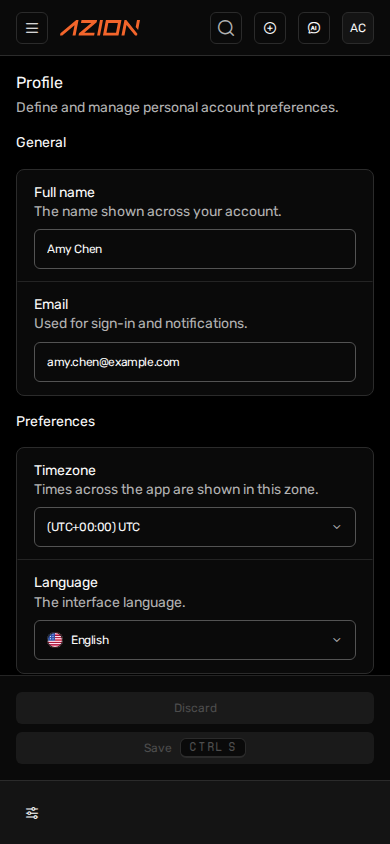 AZION
AI
AC
Profile
Define and manage personal account preferences.
General
Full name
The name shown across your account.
Amy Chen
Email
Used for sign-in and notifications.
amy.chen@example.com
Preferences
Timezone
Times across the app are shown in this zone.
(UTC+00:00) UTC
Language
The interface language.
English
Discard
Save CTRL S